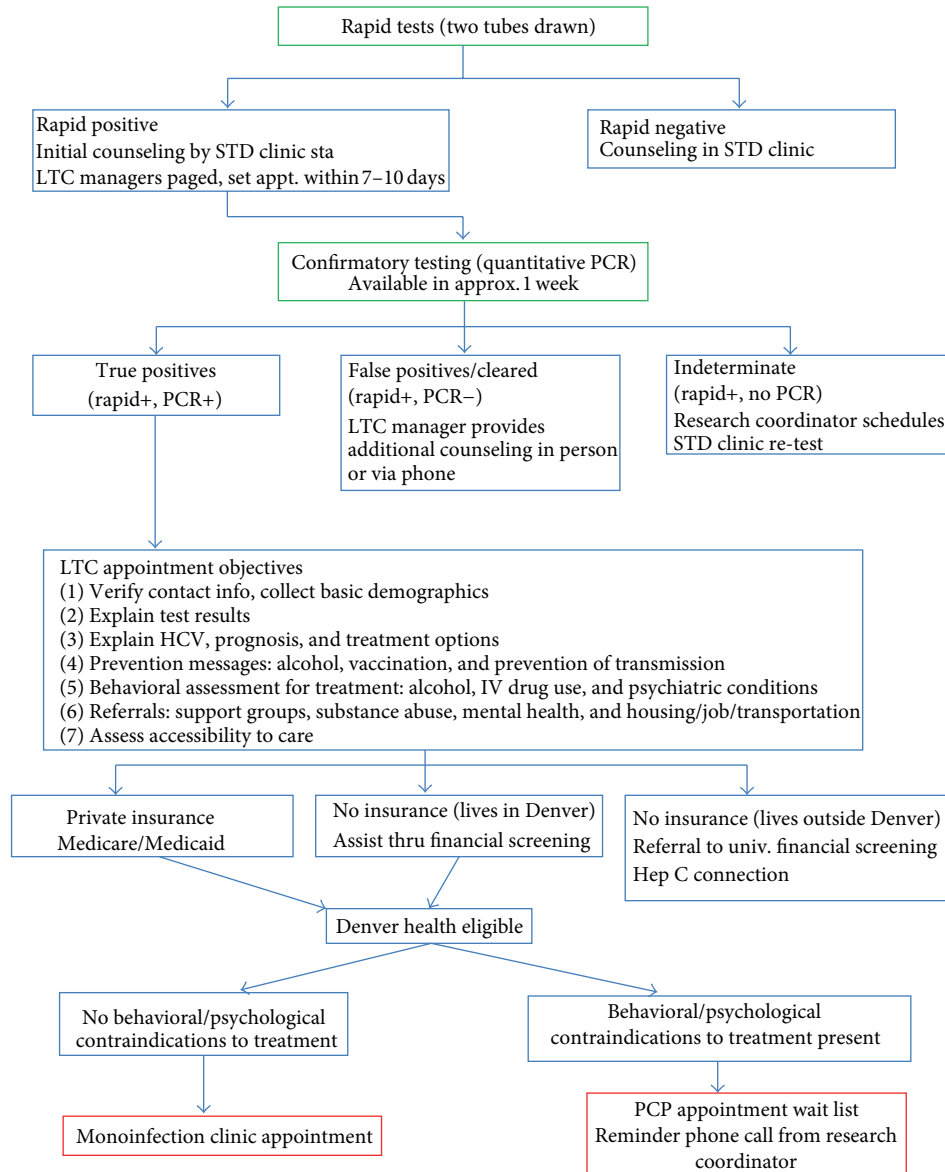 Rapid tests (two tubes drawn)
Rapid positive
Initial counseling by STD clinic sta
LTC managers paged, set appt. within 7–10 days
Rapid negative
Counseling in STD clinic
Confirmatory testing (quantitative PCR)
Available in approx. 1 week
True positives
(rapid+, PCR+)
False positives/cleared
(rapid+, PCR−)
LTC manager provides
additional counseling in person
or via phone
Indeterminate
(rapid+, no PCR)
Research coordinator schedules
STD clinic re-test
LTC appointment objectives
(1) Verify contact info, collect basic demographics
(2) Explain test results
(3) Explain HCV, prognosis, and treatment options
(4) Prevention messages: alcohol, vaccination, and prevention of transmission
(5) Behavioral assessment for treatment: alcohol, IV drug use, and psychiatric conditions
(6) Referrals: support groups, substance abuse, mental health, and housing/job/transportation
(7) Assess accessibility to care
Private insurance
Medicare/Medicaid
No insurance (lives in Denver)
Assist thru financial screening
No insurance (lives outside Denver)
Referral to univ. financial screening
Hep C connection
Denver health eligible
No behavioral/psychological
contraindications to treatment
Behavioral/psychological
contraindications to treatment present
Monoinfection clinic appointment
PCP appointment wait list
Reminder phone call from research
coordinator